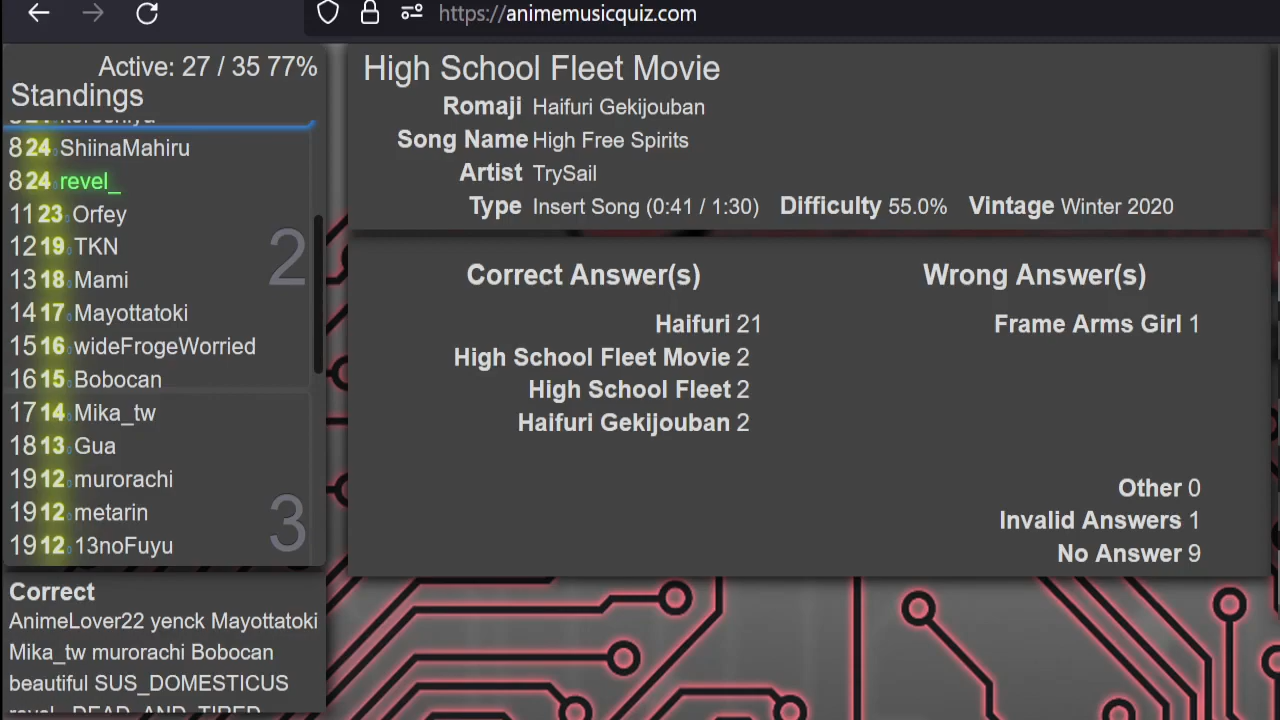 https://animemusicquiz.com
Active: 27 / 35 77%
Standings
8 24 ShiinaMahiru
8 24 revel_
11 23 Orfey
12 19 TKN
13 18 Mami
14 17 Mayottatoki
15 16 wideFrogeWorried
16 15 Bobocan
2
17 14 Mika_tw
18 13 Gua
19 12 murorachi
19 12 metarin
19 12 13noFuyu
3
Correct
AnimeLover22 yenck Mayottatoki
Mika_tw murorachi Bobocan
beautiful SUS_DOMESTICUS
revel_ DEAD_AND_TIRED
High School Fleet Movie
Romaji Haifuri Gekijouban
Song Name High Free Spirits
Artist TrySail
Type Insert Song (0:41 / 1:30) Difficulty 55.0% Vintage Winter 2020
Correct Answer(s)
Haifuri 21
High School Fleet Movie 2
High School Fleet 2
Haifuri Gekijouban 2
Wrong Answer(s)
Frame Arms Girl 1
Other 0
Invalid Answers 1
No Answer 9